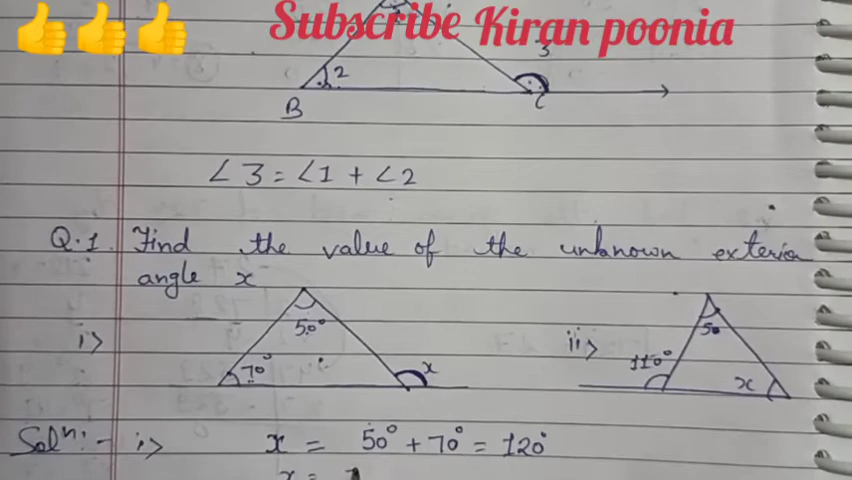 Subscribe Kiran poonia
3
2
B
C
∠3 = ∠1 + ∠2
Q.1. Find the value of the unknown exterior
angle x
i> 50° 70° x
ii> 50 110° x
Solⁿ:- i> x = 50° + 70° = 120°
x =